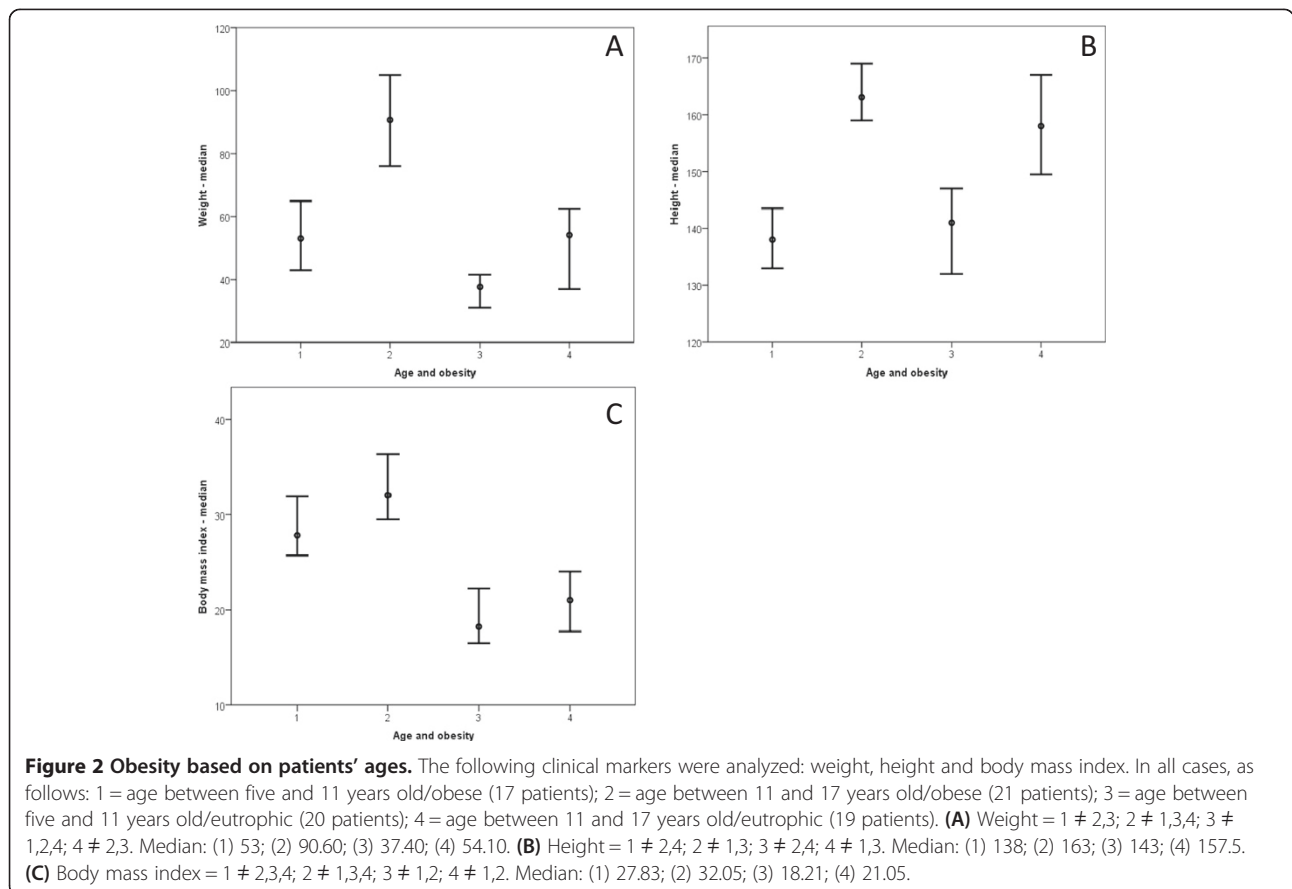 A
120
100
80
60
40
20
Weight - median
1 2 3 4
Age and obesity
B
170
160
150
140
130
120
Height - median
1 2 3 4
Age and obesity
C
40
30
20
10
Body mass index - median
1 2 3 4
Age and obesity
Figure 2 Obesity based on patients' ages. The following clinical markers were analyzed: weight, height and body mass index. In all cases, as
follows: 1 = age between five and 11 years old/obese (17 patients); 2 = age between 11 and 17 years old/obese (21 patients); 3 = age between
five and 11 years old/eutrophic (20 patients); 4 = age between 11 and 17 years old/eutrophic (19 patients). (A) Weight = 1 ≠ 2,3; 2 ≠ 1,3,4; 3 ≠
1,2,4; 4 ≠ 2,3. Median: (1) 53; (2) 90.60; (3) 37.40; (4) 54.10. (B) Height = 1 ≠ 2,4; 2 ≠ 1,3; 3 ≠ 2,4; 4 ≠ 1,3. Median: (1) 138; (2) 163; (3) 143; (4) 157.5.
(C) Body mass index = 1 ≠ 2,3,4; 2 ≠ 1,3,4; 3 ≠ 1,2; 4 ≠ 1,2. Median: (1) 27.83; (2) 32.05; (3) 18.21; (4) 21.05.